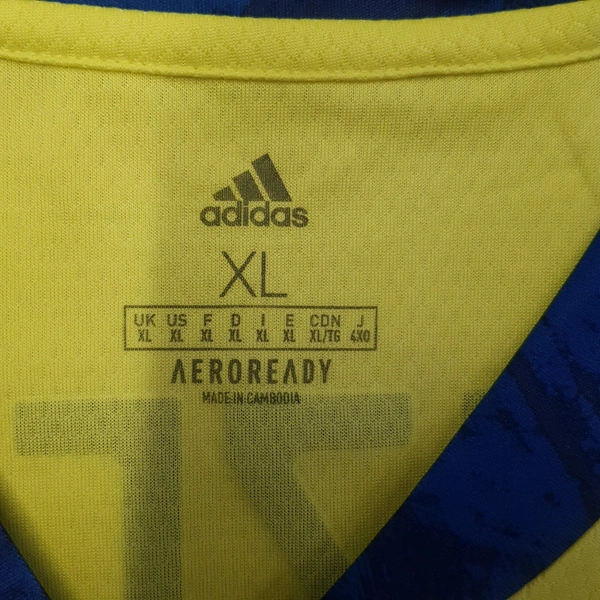 adidas
XL
UK US F D I E CDN J
XL XL XL XL XL XL XL/TG 4XO
AEROREADY
MADE IN CAMBODIA